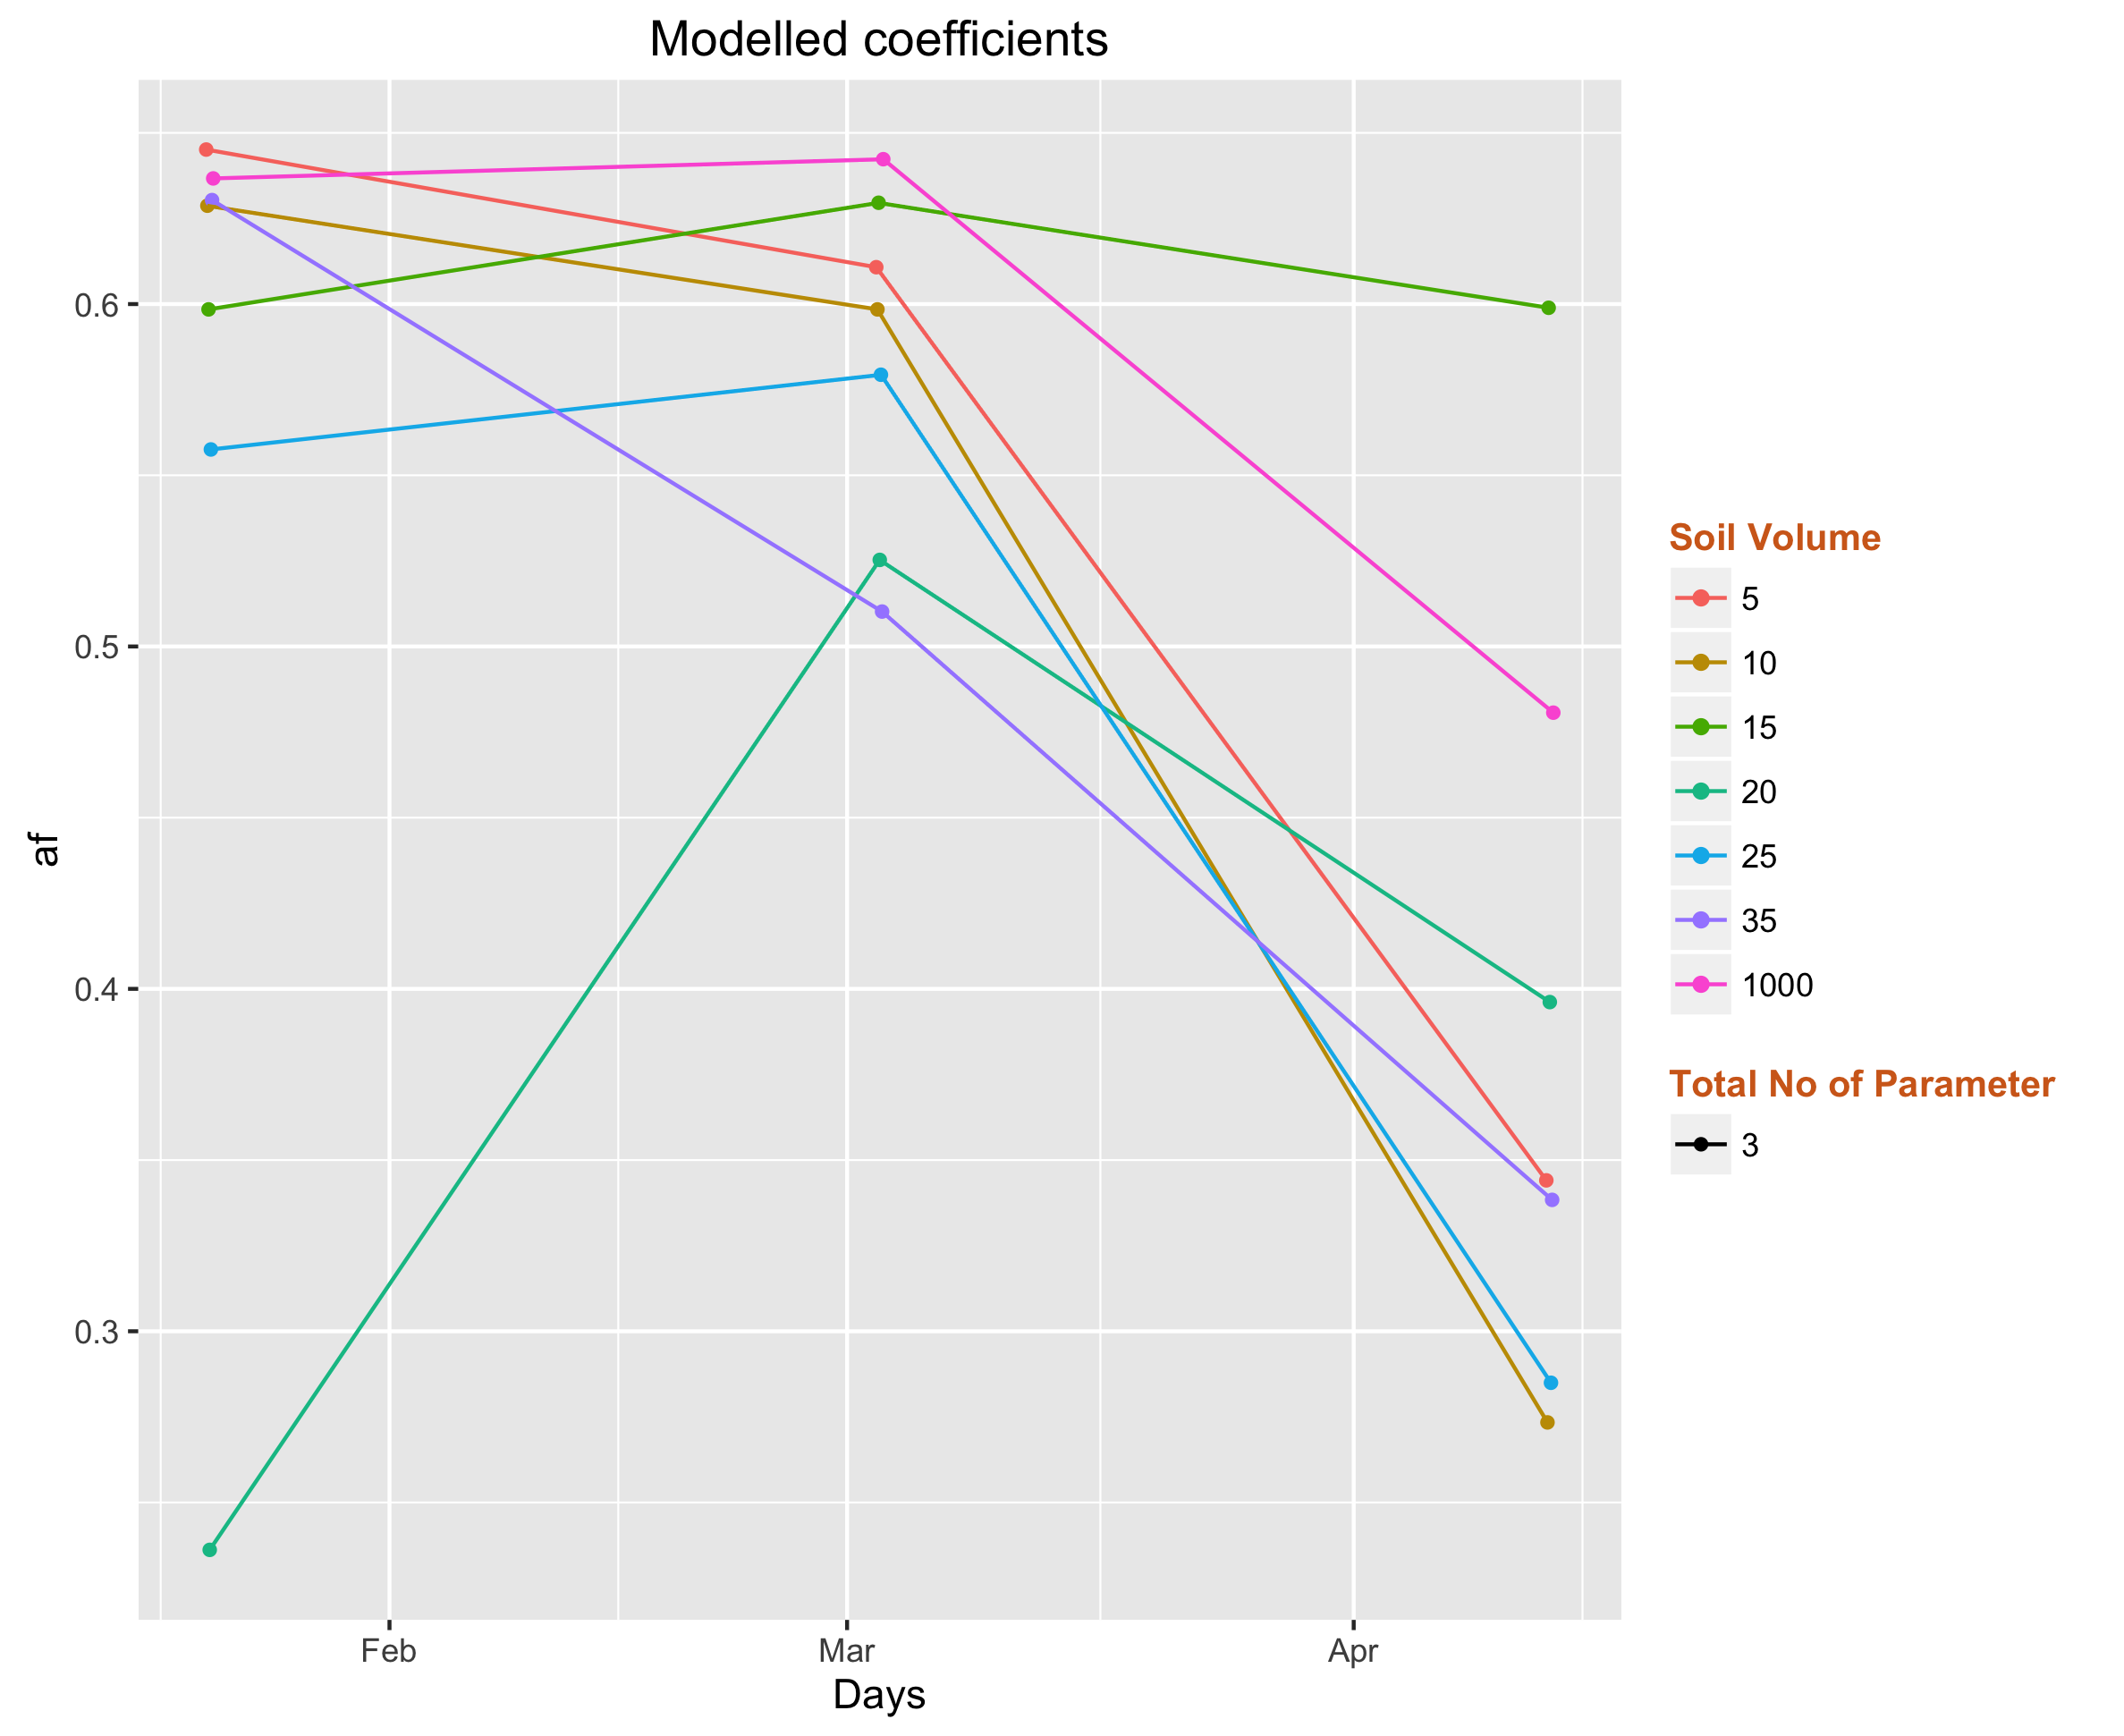 Modelled coefficients
af
0.6
0.5
0.4
0.3
Feb Mar Apr
Days
Soil Volume
5
10
15
20
25
35
1000
Total No of Parameter
3